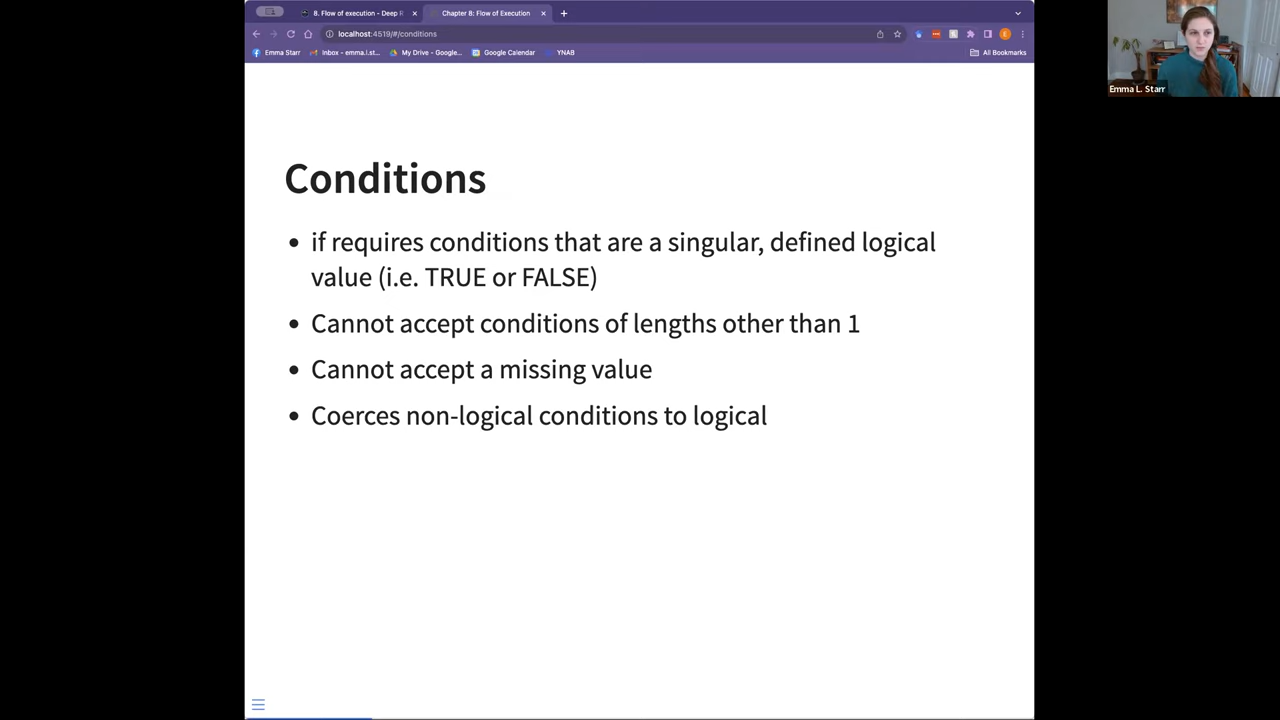 8. Flow of execution - Deep R
Chapter 8: Flow of Execution
localhost:4519/#/conditions
E
Emma Starr
Inbox - emma.i.st...
My Drive - Google...
Google Calendar
YNAB
All Bookmarks
Emma L. Starr
Conditions
if requires conditions that are a singular, defined logical
value (i.e. TRUE or FALSE)
Cannot accept conditions of lengths other than 1
Cannot accept a missing value
Coerces non-logical conditions to logical